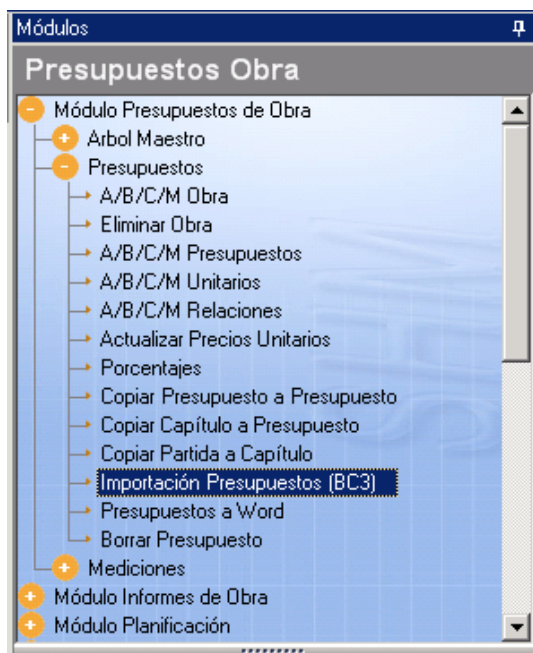 Módulos
Presupuestos Obra
Módulo Presupuestos de Obra
Arbol Maestro
Presupuestos
A/B/C/M Obra
Eliminar Obra
A/B/C/M Presupuestos
A/B/C/M Unitarios
A/B/C/M Relaciones
Actualizar Precios Unitarios
Porcentajes
Copiar Presupuesto a Presupuesto
Copiar Capítulo a Presupuesto
Copiar Partida a Capítulo
Importación Presupuestos (BC3)
Presupuestos a Word
Borrar Presupuesto
Mediciones
Módulo Informes de Obra
Módulo Planificación